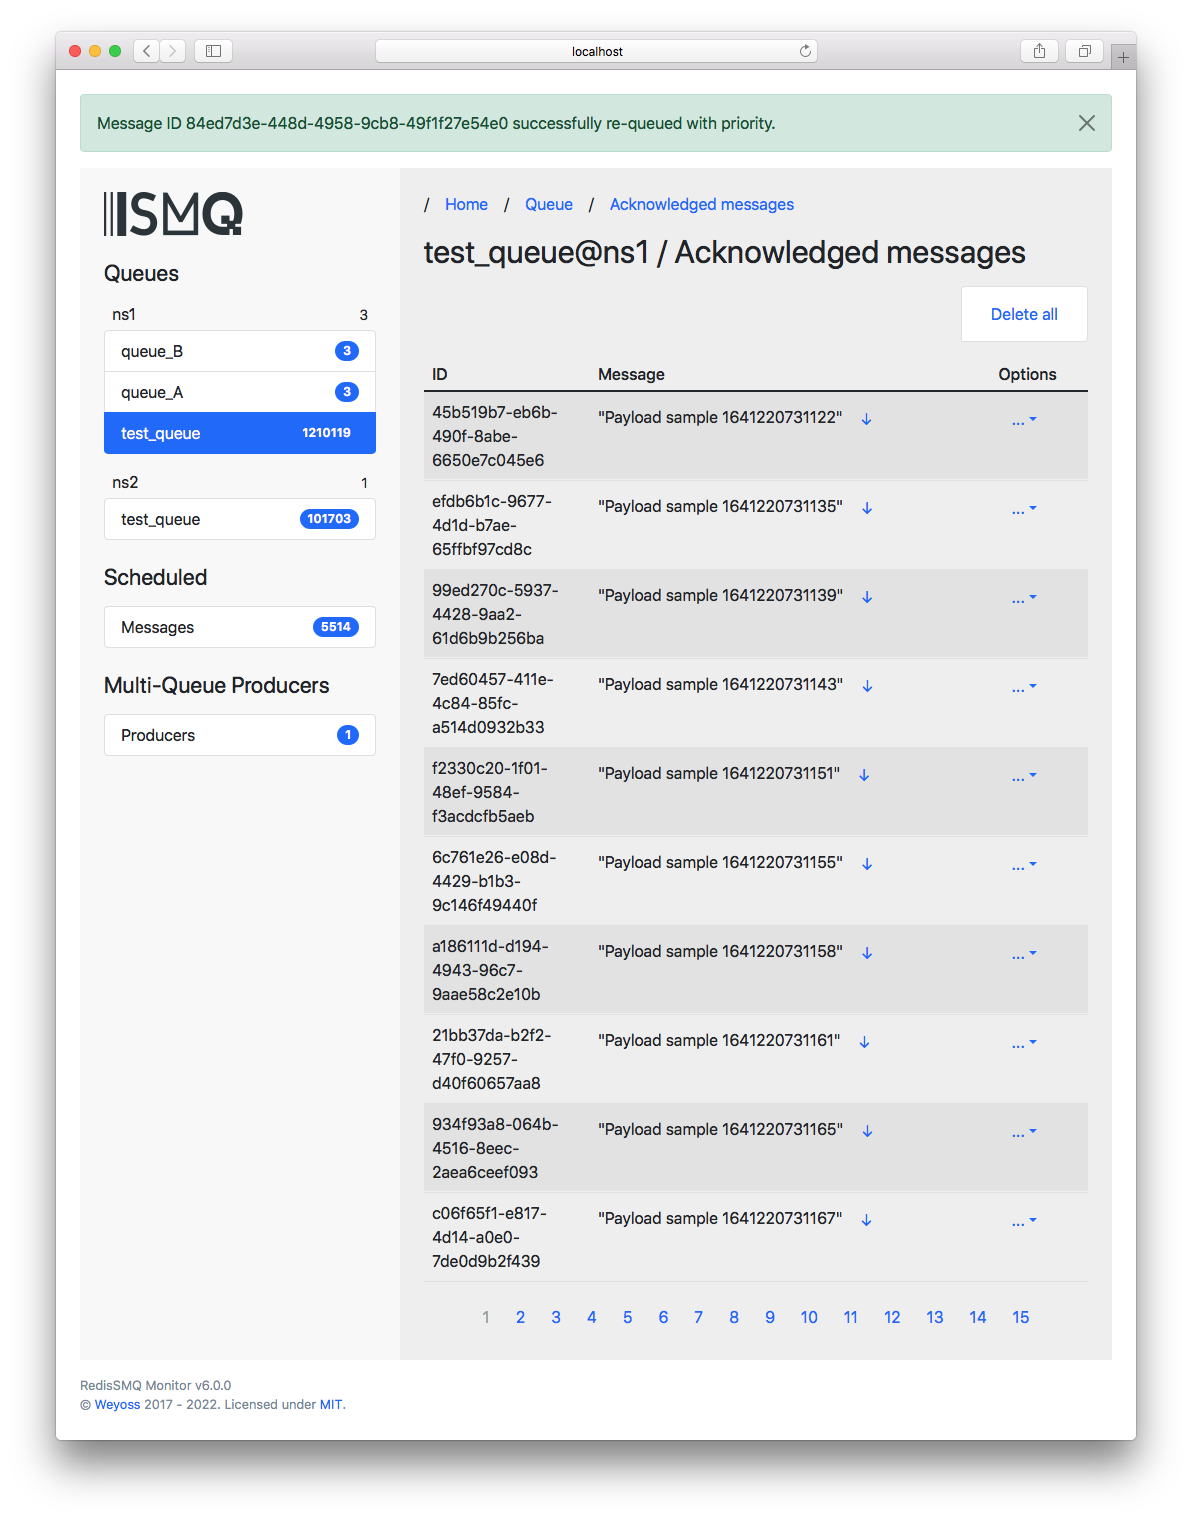 localhost
Message ID 84ed7d3e-448d-4958-9cb8-49f1f27e54e0 successfully re-queued with priority.
SMQ
Queues
ns1 3
queue_B 3
queue_A 3
test_queue 1210119
ns2 1
test_queue 101703
Scheduled
Messages 5514
Multi-Queue Producers
Producers 1
/ Home / Queue / Acknowledged messages
test_queue@ns1 / Acknowledged messages
Delete all
ID Message Options
45b519b7-eb6b-
490f-8abe-
6650e7c045e6
"Payload sample 1641220731122" ↓ ...
efdb6b1c-9677-
4d1d-b7ae-
65ffbf97cd8c
"Payload sample 1641220731135" ↓ ...
99ed270c-5937-
4428-9aa2-
61d6b9b256ba
"Payload sample 1641220731139" ↓ ...
7ed60457-411e-
4c84-85fc-
a514d0932b33
"Payload sample 1641220731143" ↓ ...
f2330c20-1f01-
48ef-9584-
f3acdcfb5aeb
"Payload sample 1641220731151" ↓ ...
6c761e26-e08d-
4429-b1b3-
9c146f49440f
"Payload sample 1641220731155" ↓ ...
a186111d-d194-
4943-96c7-
9aae58c2e10b
"Payload sample 1641220731158" ↓ ...
21bb37da-b2f2-
47f0-9257-
d40f60657aa8
"Payload sample 1641220731161" ↓ ...
934f93a8-064b-
4516-8eec-
2aea6ceef093
"Payload sample 1641220731165" ↓ ...
c06f65f1-e817-
4d14-a0e0-
7de0d9b2f439
"Payload sample 1641220731167" ↓ ...
1 2 3 4 5 6 7 8 9 10 11 12 13 14 15
RedisSMQ Monitor v6.0.0
© Weyoss 2017 - 2022. Licensed under MIT.